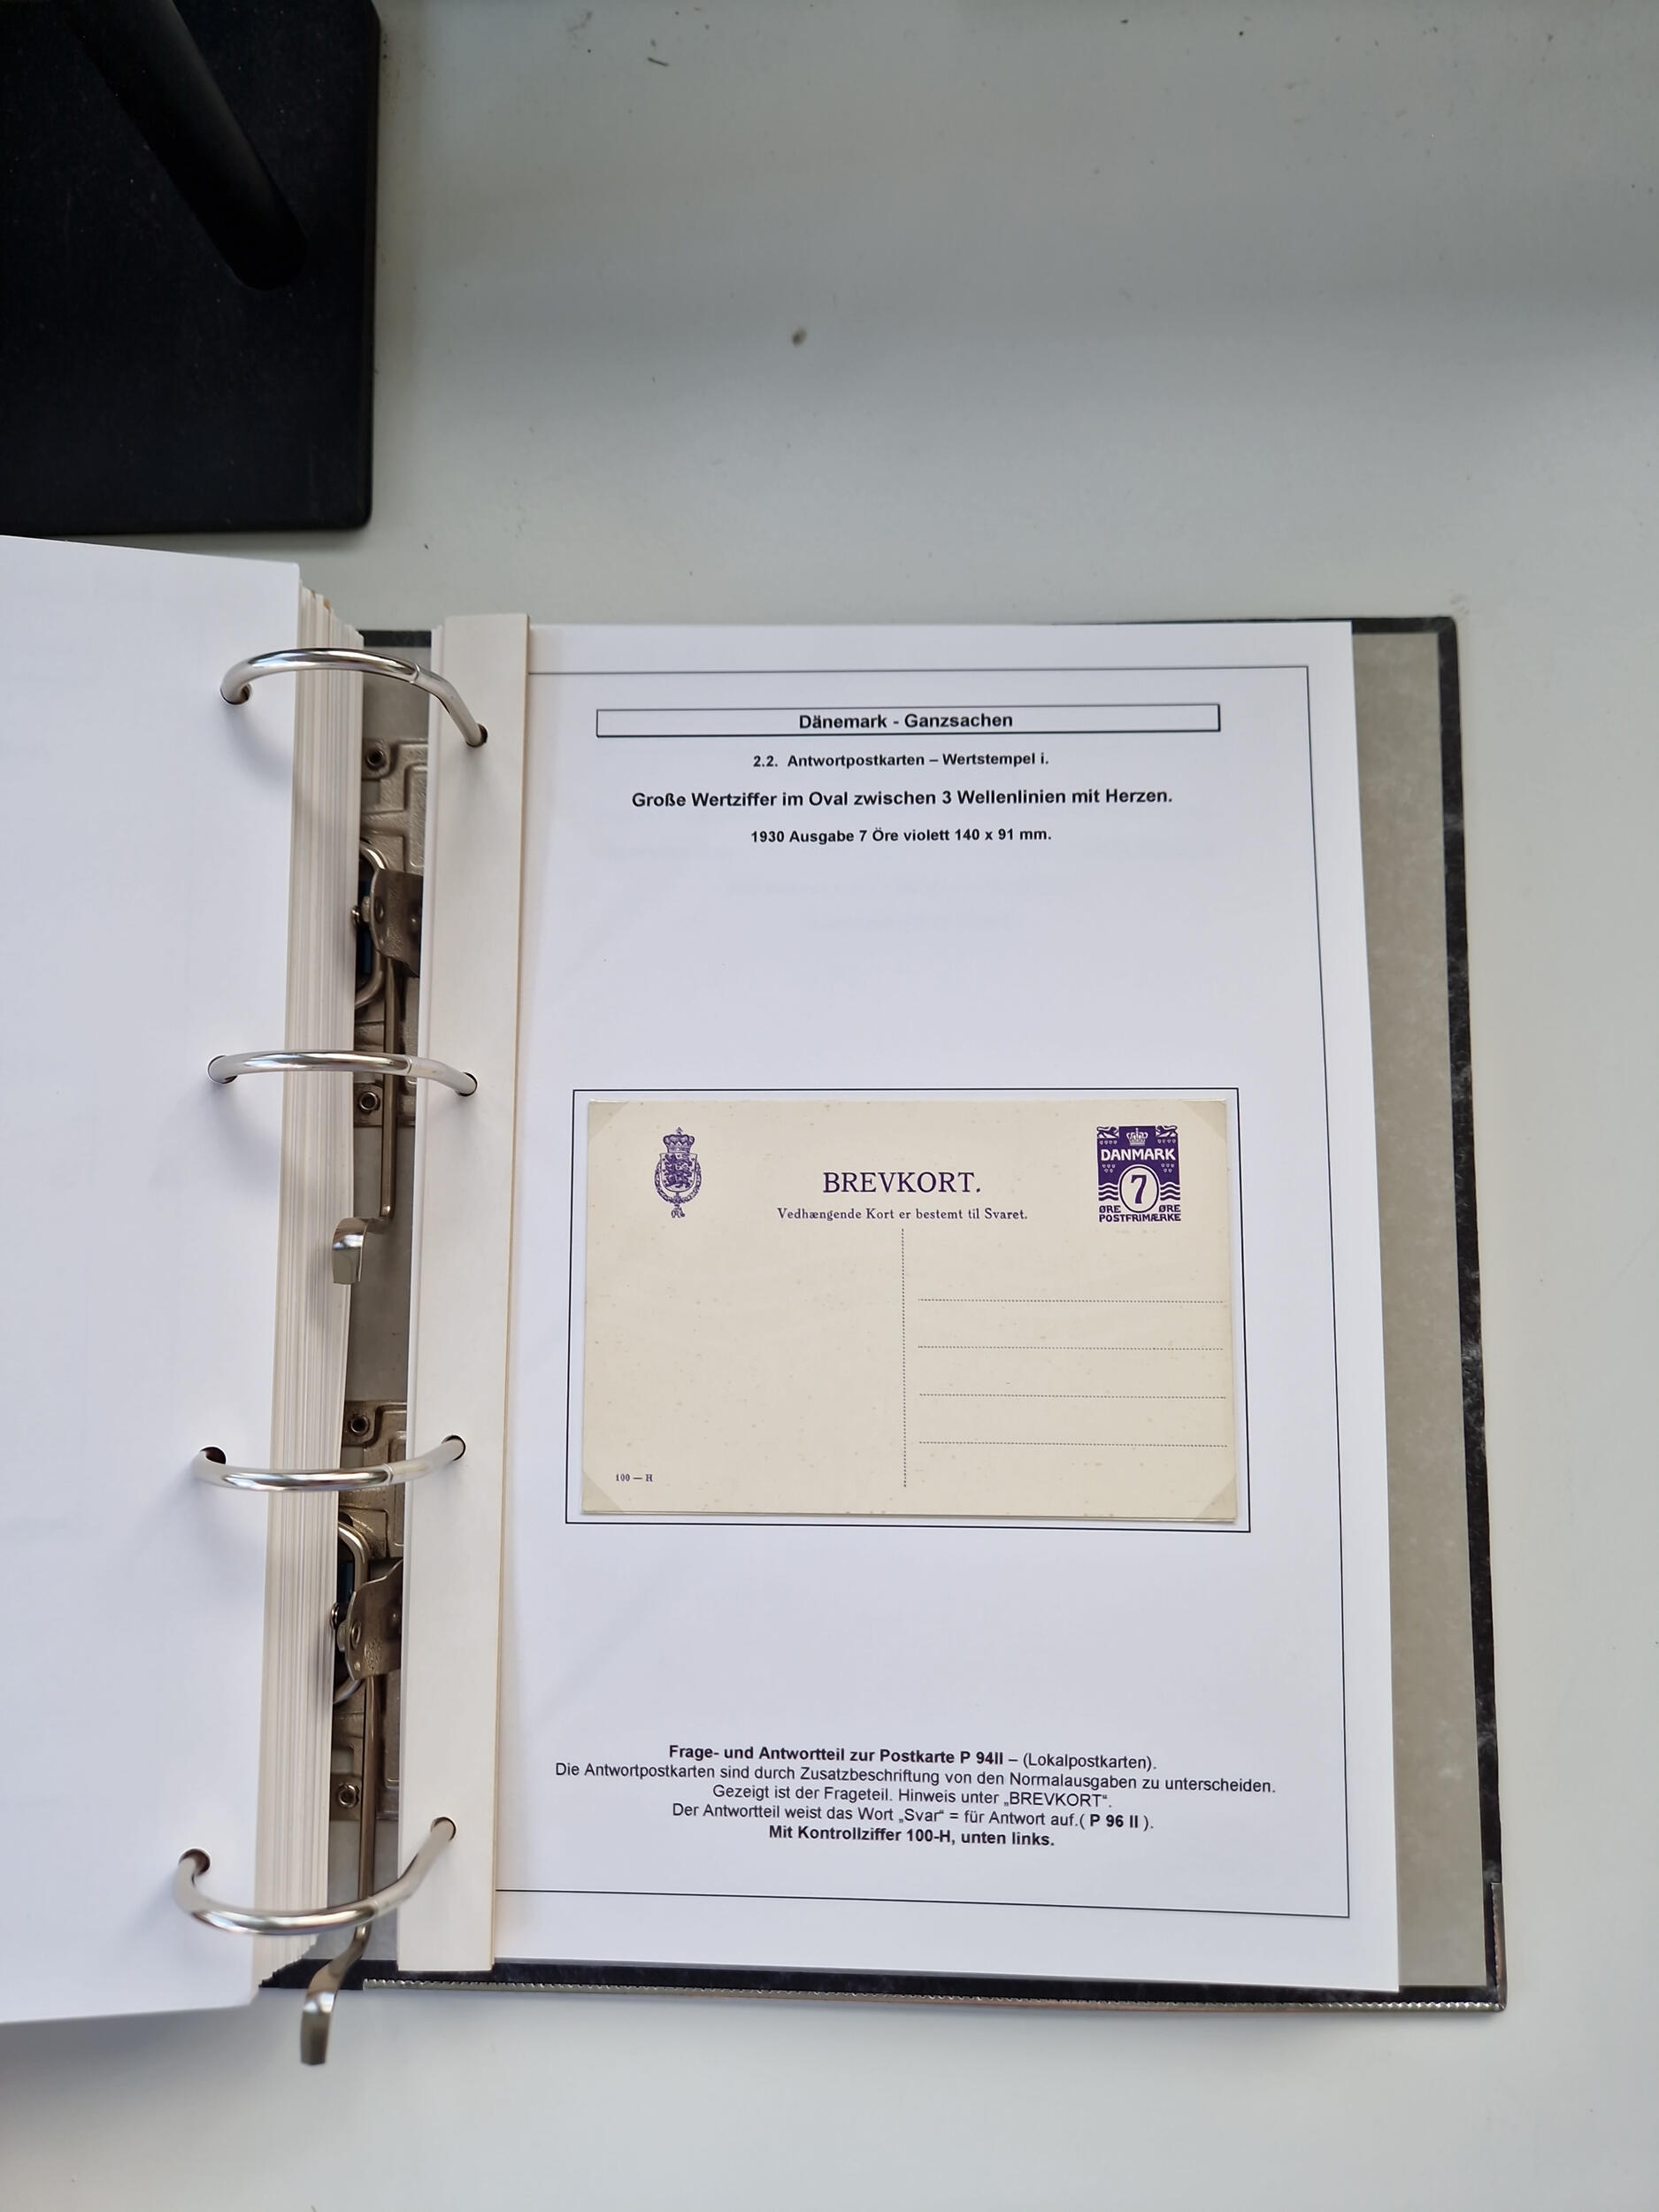 Dänemark - Ganzsachen
2.2. Antwortpostkarten – Wertstempel i.
Große Wertziffer im Oval zwischen 3 Wellenlinien mit Herzen.
1930 Ausgabe 7 Öre violett 140 x 91 mm.
BREVKORT.
Vedhængende Kort er bestemt til Svaret.
DANMARK
7
ØRE ØRE
POSTFRIMÆRKE
100 — H
Frage- und Antwortteil zur Postkarte P 94II – (Lokalpostkarten).
Die Antwortpostkarten sind durch Zusatzbeschriftung von den Normalausgaben zu unterscheiden.
Gezeigt ist der Frageteil. Hinweis unter „BREVKORT“.
Der Antwortteil weist das Wort „Svar“ = für Antwort auf.( P 96 II ).
Mit Kontrollziffer 100-H, unten links.